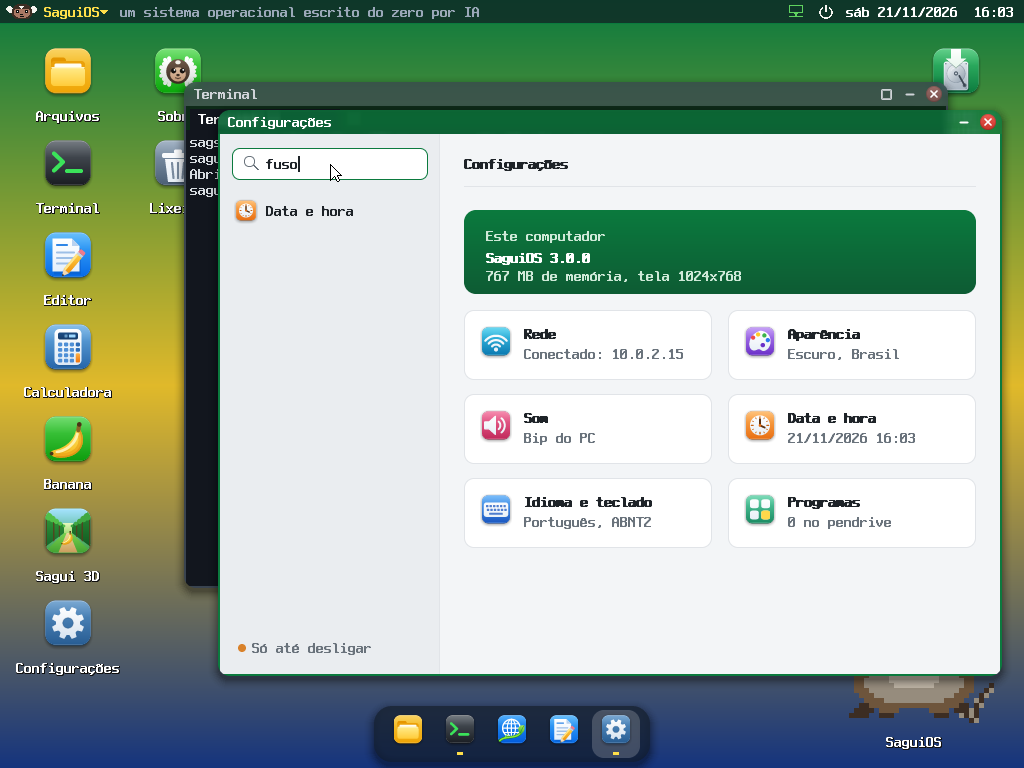 SaguiOS um sistema operacional escrito do zero por IA
sáb 21/11/2026 16:03
Arquivos
Terminal
Editor
Calculadora
Banana
Sagui 3D
Configurações
Terminal
Configurações
fuso
Data e hora
Só até desligar
Configurações
Este computador
SaguiOS 3.0.0
767 MB de memória, tela 1024x768
Rede
Conectado: 10.0.2.15
Aparência
Escuro, Brasil
Som
Bip do PC
Data e hora
21/11/2026 16:03
Idioma e teclado
Português, ABNT2
Programas
0 no pendrive
SaguiOS